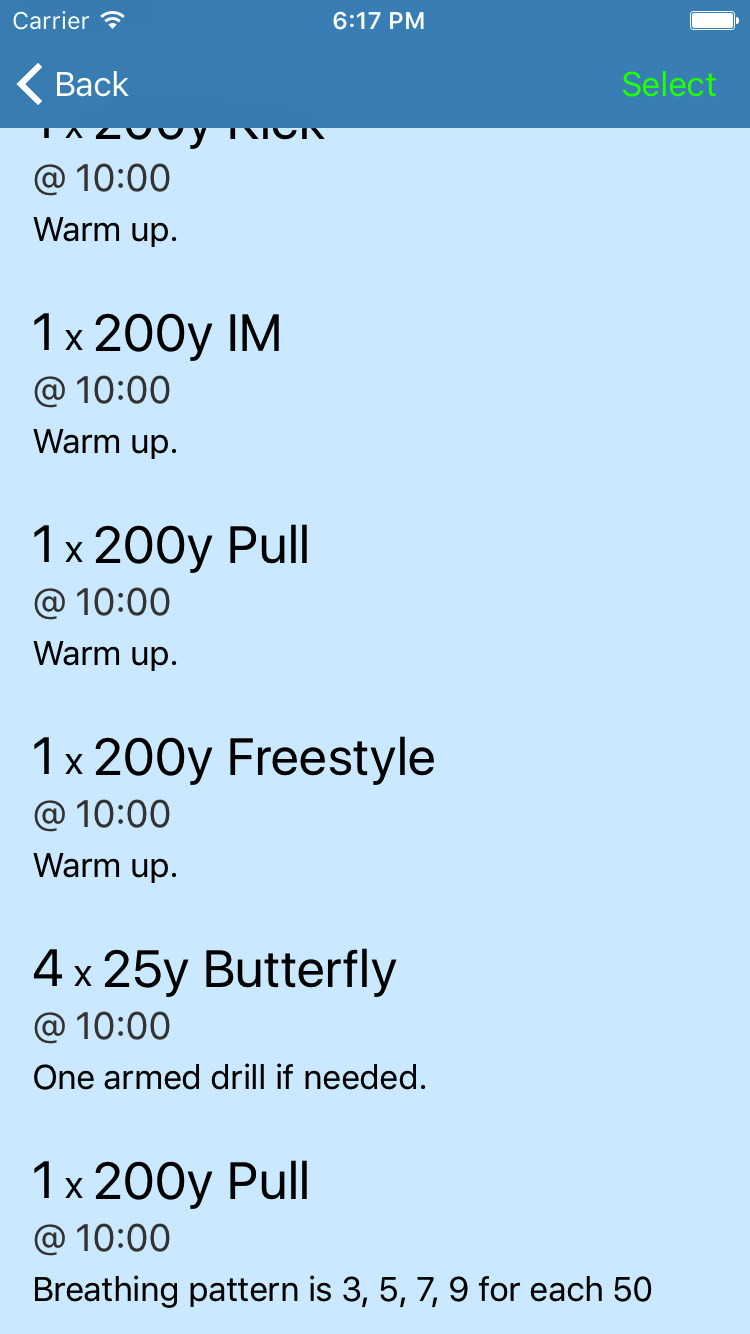 Carrier 6:17 PM
Back Select
1 x 200y Kick
@ 10:00
Warm up.
1 x 200y IM
@ 10:00
Warm up.
1 x 200y Pull
@ 10:00
Warm up.
1 x 200y Freestyle
@ 10:00
Warm up.
4 x 25y Butterfly
@ 10:00
One armed drill if needed.
1 x 200y Pull
@ 10:00
Breathing pattern is 3, 5, 7, 9 for each 50